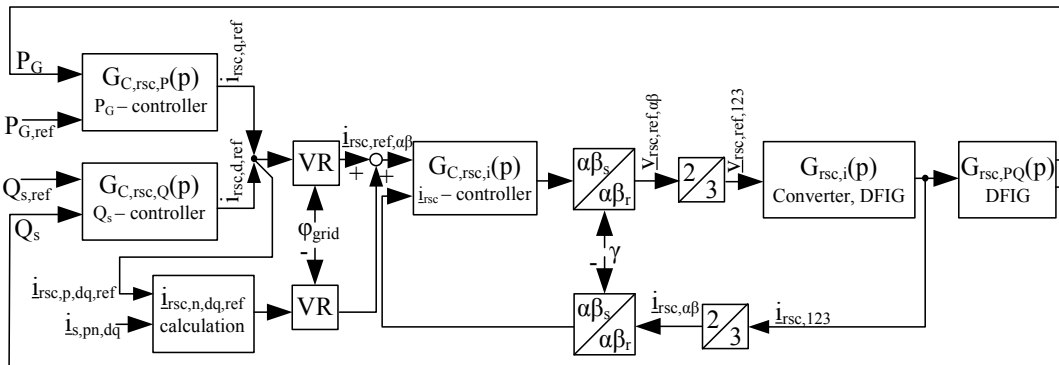 P_G
G_C,rsc,P(p)
P_G – controller
P_G,ref
i_rsc,q,ref
Q_s,ref
G_C,rsc,Q(p)
Q_s – controller
Q_s
i_rsc,d,ref
VR
i_rsc,ref,αβ
+
+
G_C,rsc,i(p)
i_rsc – controller
αβ_s
αβ_r
v_rsc,ref,αβ
2
3
v_rsc,ref,123
G_rsc,i(p)
Converter, DFIG
G_rsc,PQ(p)
DFIG
φ_grid
-
γ
-
i_rsc,p,dq,ref
i_s,pn,dq
i_rsc,n,dq,ref
calculation
VR
αβ_s
αβ_r
i_rsc,αβ
2
3
i_rsc,123